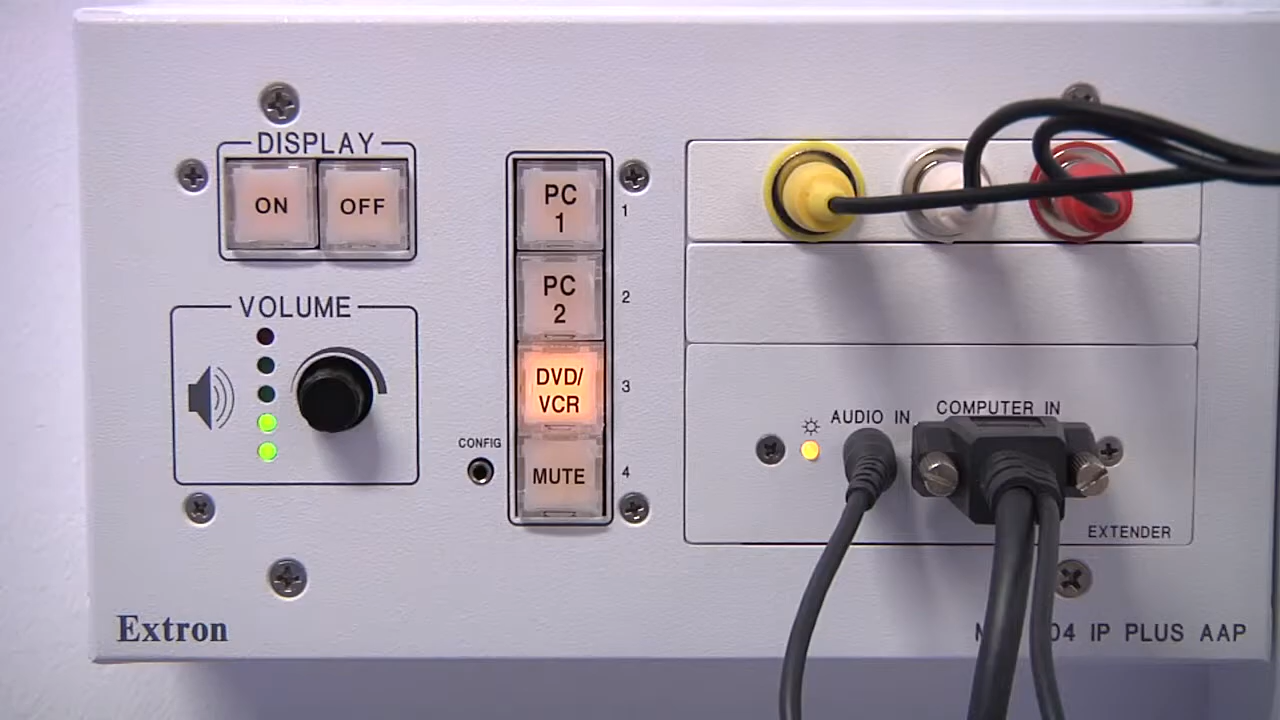 DISPLAY
ON OFF
VOLUME
CONFIG
PC
1
1
PC
2
2
DVD/
VCR
3
MUTE
4
AUDIO IN
COMPUTER IN
EXTENDER
Extron
04 IP PLUS AAP